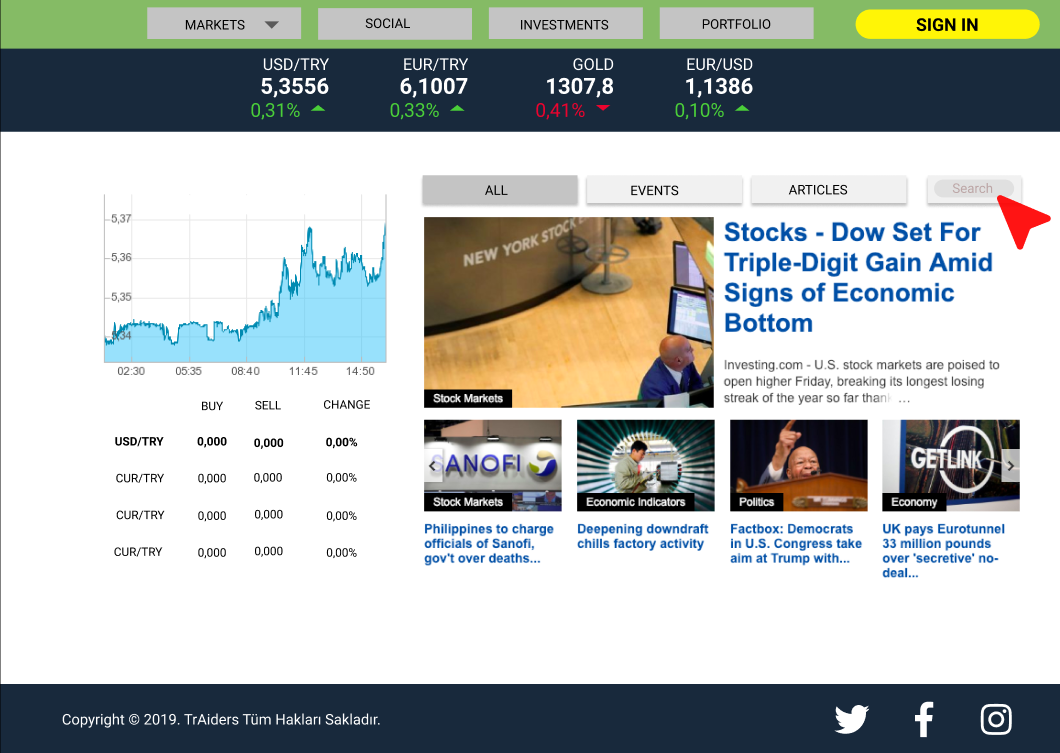 MARKETS
SOCIAL
INVESTMENTS
PORTFOLIO
SIGN IN
USD/TRY
5,3556
0,31%
EUR/TRY
6,1007
0,33%
GOLD
1307,8
0,41%
EUR/USD
1,1386
0,10%
5,37
5,36
5,35
5,34
02:30 05:35 08:40 11:45 14:50
BUY SELL CHANGE
USD/TRY 0,000 0,000 0,00%
CUR/TRY 0,000 0,000 0,00%
CUR/TRY 0,000 0,000 0,00%
CUR/TRY 0,000 0,000 0,00%
ALL
EVENTS
ARTICLES
Search
NEW YORK STOCK
Stock Markets
Stocks - Dow Set For
Triple-Digit Gain Amid
Signs of Economic
Bottom
Investing.com - U.S. stock markets are poised to
open higher Friday, breaking its longest losing
streak of the year so far than ...
SANOFI
Stock Markets
Philippines to charge
officials of Sanofi,
gov't over deaths...
Economic Indicators
Deepening downdraft
chills factory activity
Politics
Factbox: Democrats
in U.S. Congress take
aim at Trump with...
GETLINK
Economy
UK pays Eurotunnel
33 million pounds
over 'secretive' no-
deal...
Copyright © 2019. TrAiders Tüm Hakları Sakladır.